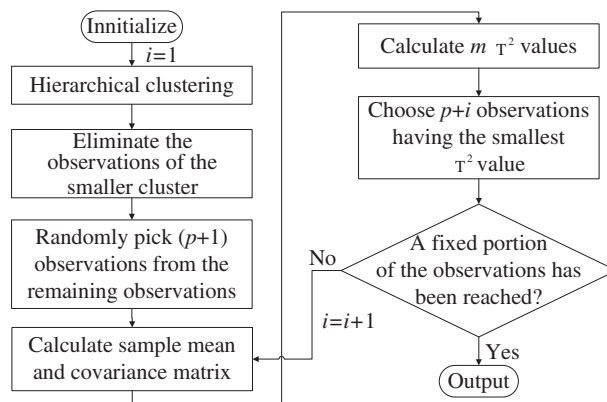 Innitialize
i=1
Hierarchical clustering
Eliminate the
observations of the
smaller cluster
Randomly pick (p+1)
observations from the
remaining observations
Calculate sample mean
and covariance matrix
Calculate m T² values
Choose p+i observations
having the smallest
T² value
A fixed portion
of the observations has
been reached?
No
i=i+1
Yes
Output